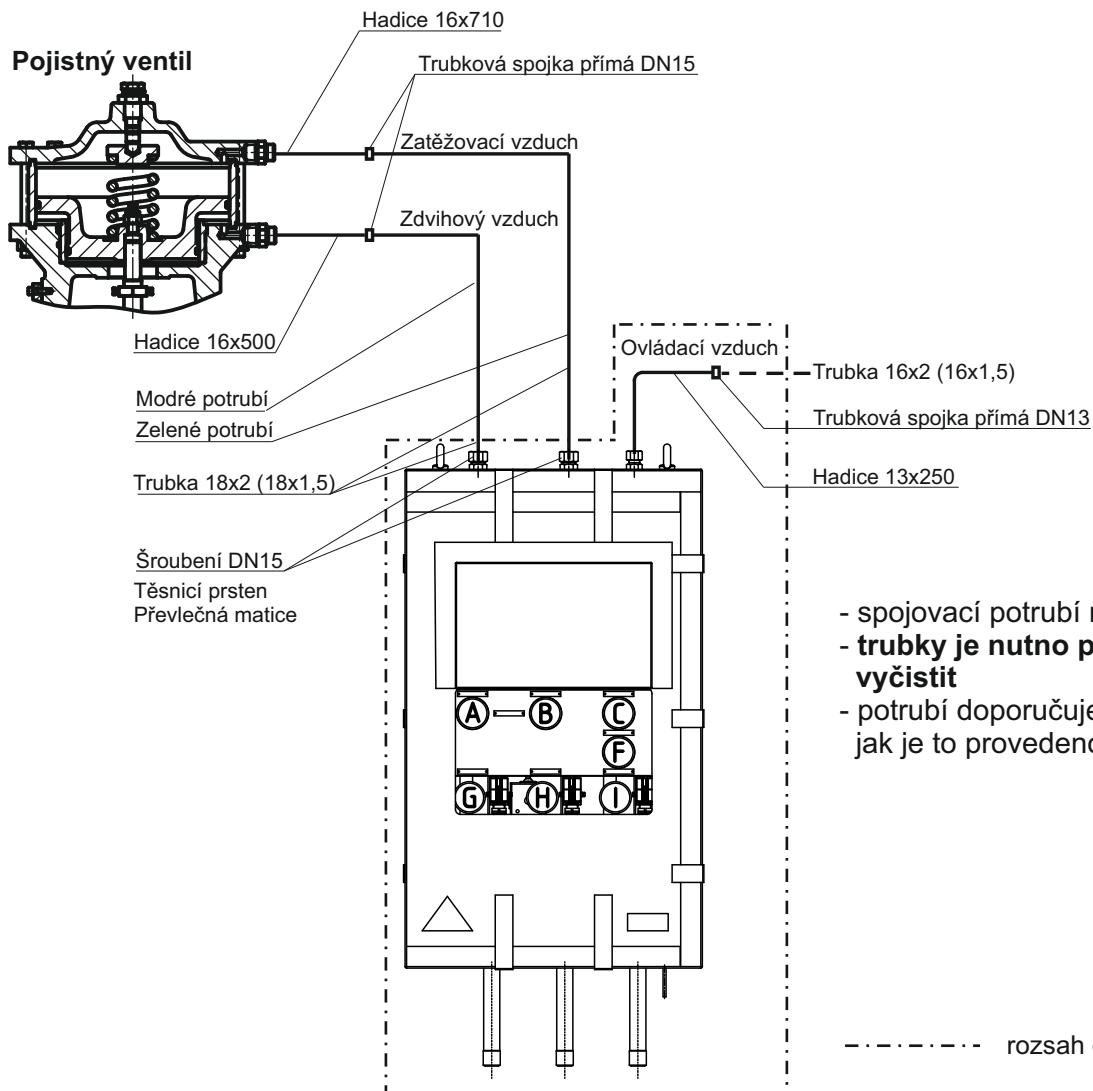 Hadice 16x710
Pojistný ventil
Trubková spojka přímá DN15
Zatěžovací vzduch
Zdvihový vzduch
Hadice 16x500
Ovládací vzduch
Trubka 16x2 (16x1,5)
Modré potrubí
Zelené potrubí
Trubková spojka přímá DN13
Trubka 18x2 (18x1,5)
Hadice 13x250
Šroubení DN15
Těsnicí prsten
Převlečná matice
- spojovací potrubí
- trubky je nutno
vyčistit
- potrubí doporučuje
jak je to provedeno
A B C
F
G H I
rozsah